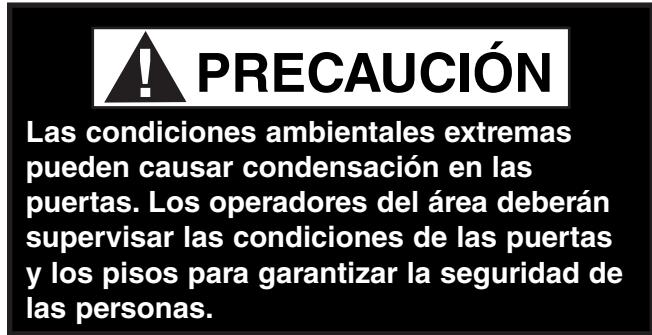 PRECAUCIÓN
Las condiciones ambientales extremas
pueden causar condensación en las
puertas. Los operadores del área deberán
supervisar las condiciones de las puertas
y los pisos para garantizar la seguridad de
las personas.